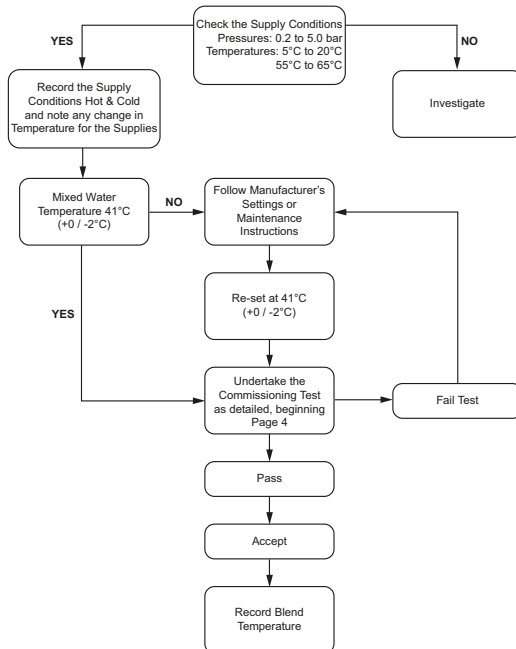 Check the Supply Conditions
Pressures: 0.2 to 5.0 bar
Temperatures: 5°C to 20°C
55°C to 65°C
YES
NO
Record the Supply
Conditions Hot & Cold
and note any change in
Temperature for the Supplies
Investigate
Mixed Water
Temperature 41°C
(+0 / -2°C)
NO
Follow Manufacturer's
Settings or
Maintenance
Instructions
Re-set at 41°C
(+0 / -2°C)
YES
Undertake the
Commissioning Test
as detailed, beginning
Page 4
Fail Test
Pass
Accept
Record Blend
Temperature